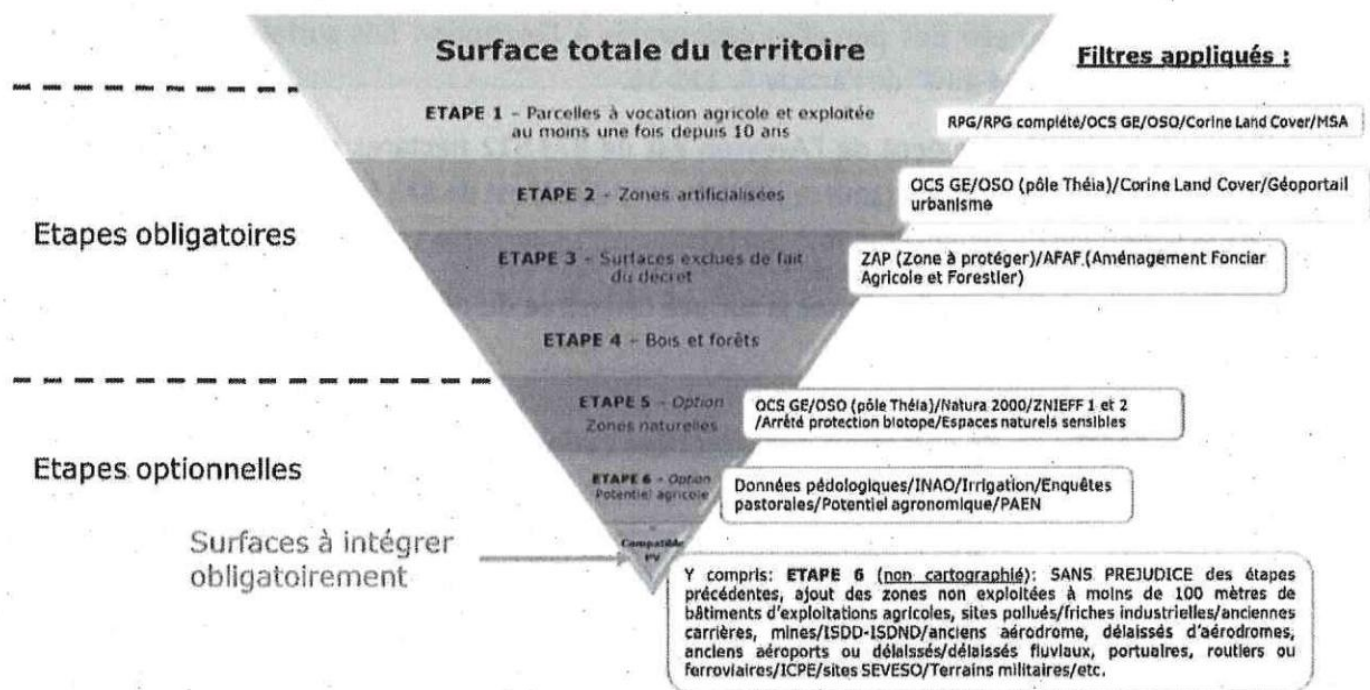 Surface totale du territoire
Filtres appliqués :
ETAPE 1 – Parcelles à vocation agricole et exploitée
au moins une fois depuis 10 ans
RPG/RPG complété/OCS GE/OSO/Corine Land Cover/MSA
ETAPE 2 – Zones artificialisées
OCS GE/OSO (pôle Théia)/Corine Land Cover/Géoportail
urbanisme
Etapes obligatoires
ETAPE 3 – Surfaces exclues de fait
du décret
ZAP (Zone à protéger)/AFAF (Aménagement Foncier
Agricole et Forestier)
ETAPE 4 – Bois et forêts
ETAPE 5 – Option
Zones naturelles
OCS GE/OSO (pôle Théia)/Natura 2000/ZNIEFF 1 et 2
/Arrêté protection biotope/Espaces naturels sensibles
Etapes optionnelles
ETAPE 6 – Option
Potentiel agricole
Données pédologiques/INAO/Irrigation/Enquêtes
pastorales/Potentiel agronomique/PAEN
Surfaces à intégrer
obligatoirement
Compatible
PV
Y compris: ETAPE 6 (non cartographié): SANS PREJUDICE des étapes
précédentes, ajout des zones non exploitées à moins de 100 mètres de
bâtiments d'exploitations agricoles, sites pollués/friches industrielles/anciennes
carrières, mines/ISDD-ISDND/anciens aérodrome, délaissés d'aérodromes,
anciens aéroports ou délaissés/délaissés fluviaux, portuaires, routiers ou
ferroviaires/ICPE/sites SEVESO/Terrains militaires/etc.